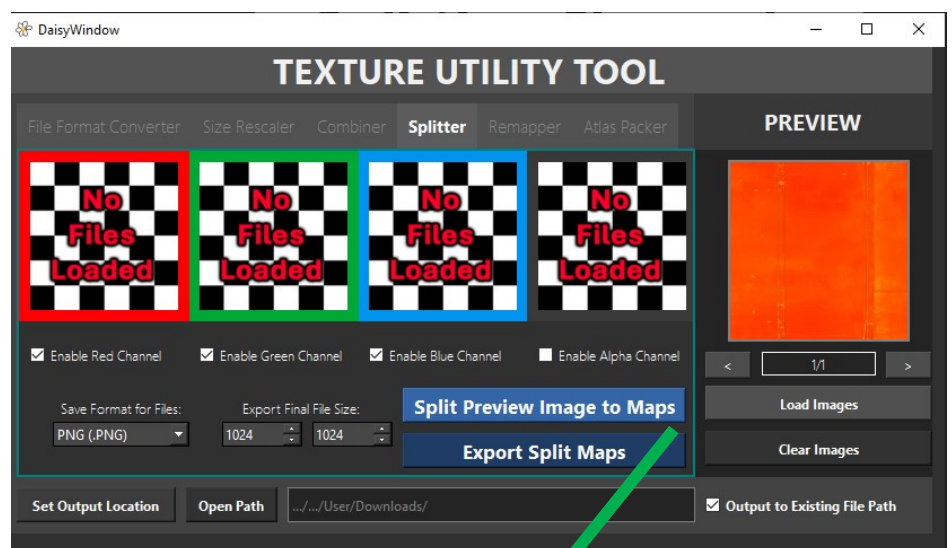 DaisyWindow
TEXTURE UTILITY TOOL
File Format Converter Size Rescaler Combiner Splitter Remapper Atlas Packer
PREVIEW
No Files Loaded
No Files Loaded
No Files Loaded
No Files Loaded
Enable Red Channel Enable Green Channel Enable Blue Channel Enable Alpha Channel
< 1/1 >
Save Format for Files: Export Final File Size:
PNG (.PNG) 1024 1024
Split Preview Image to Maps
Export Split Maps
Load Images
Clear Images
Set Output Location Open Path .../.../User/Downloads/
Output to Existing File Path